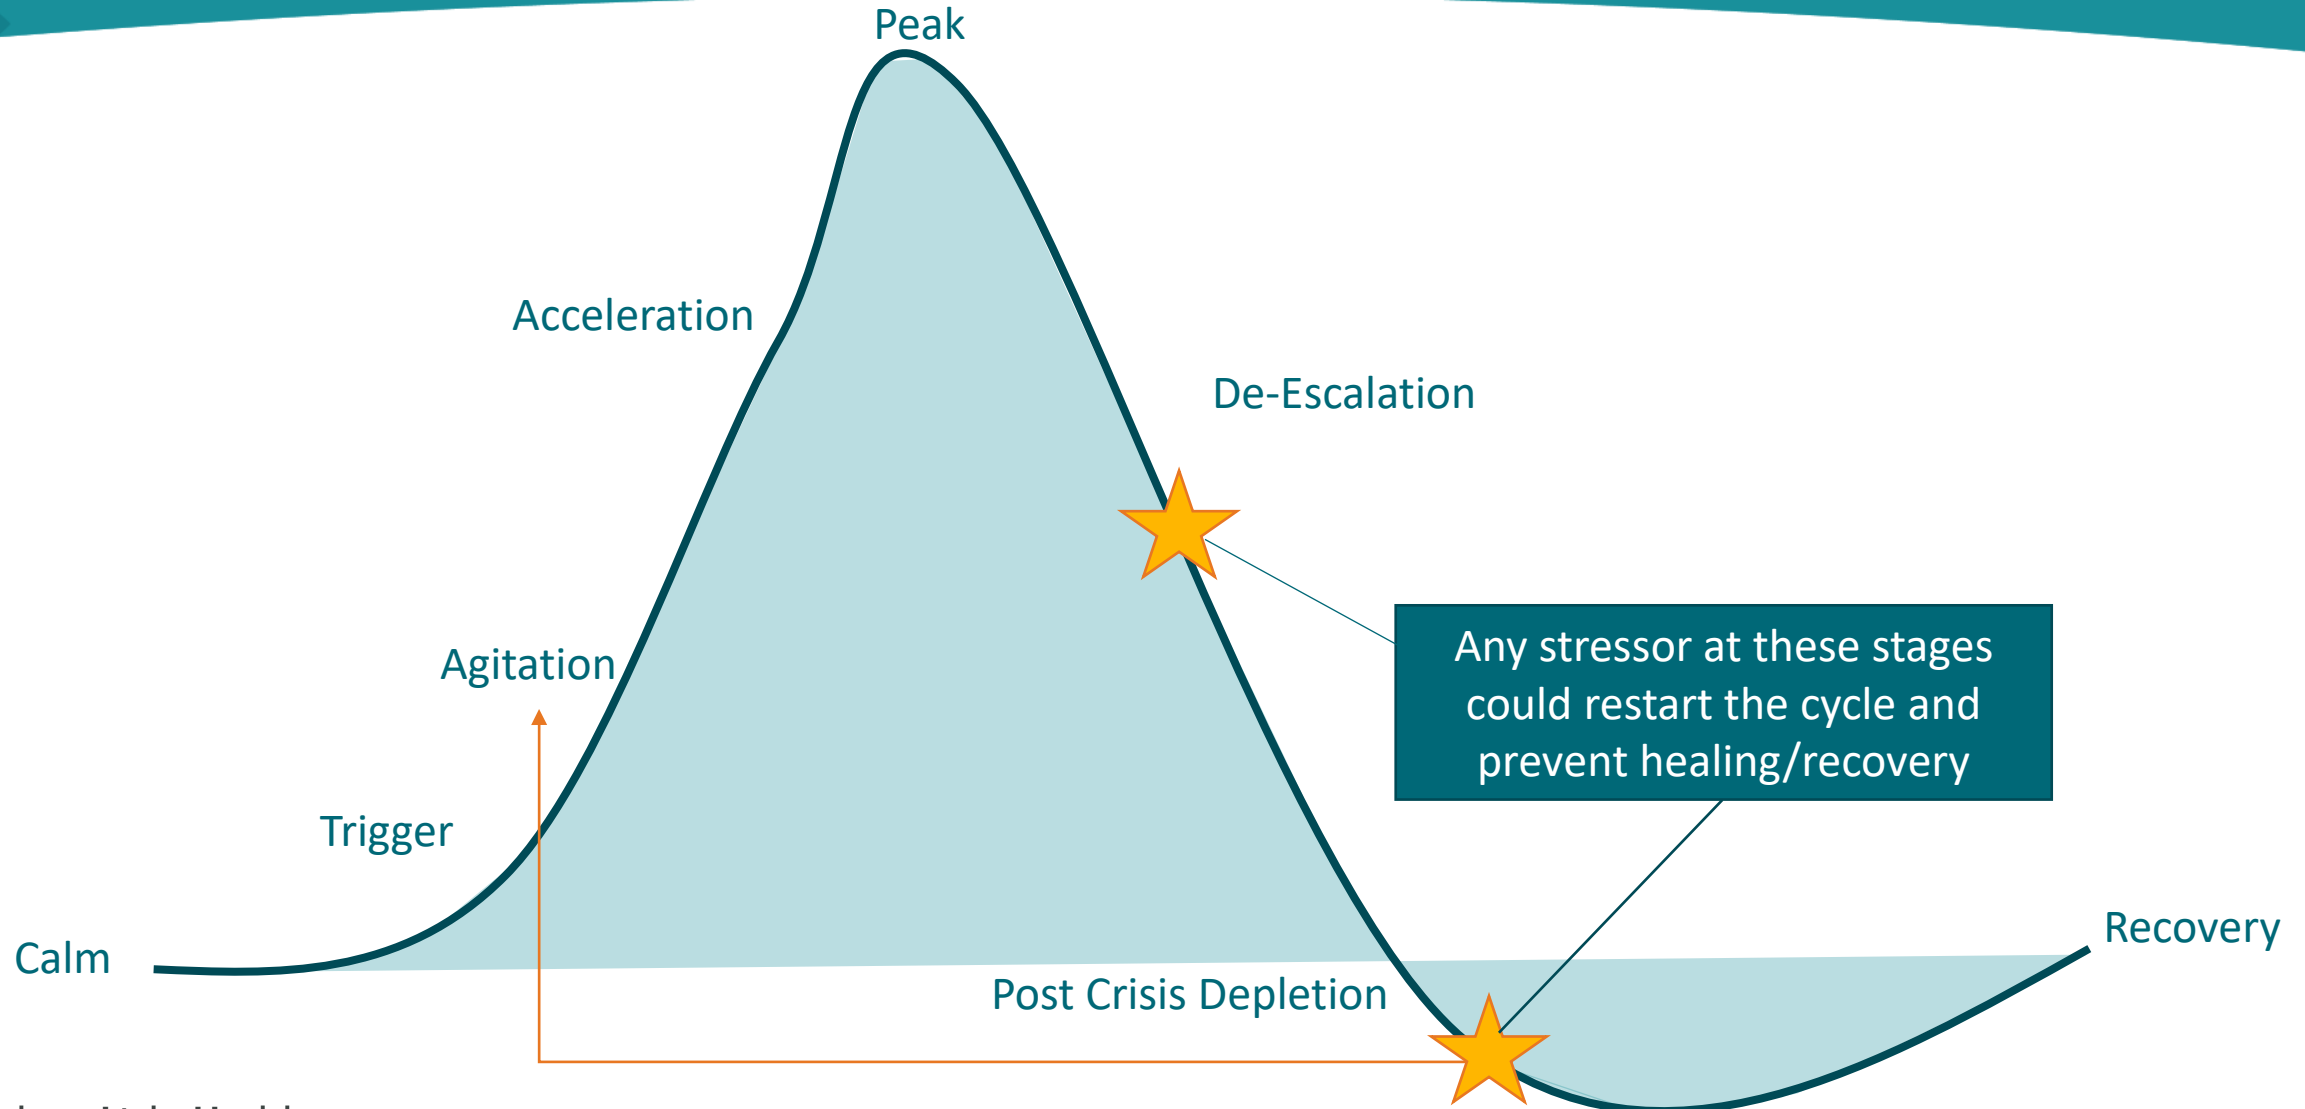 Peak
Acceleration
De-Escalation
Agitation
Any stressor at these stages
could restart the cycle and
prevent healing/recovery
Trigger
Recovery
Calm
Post Crisis Depletion